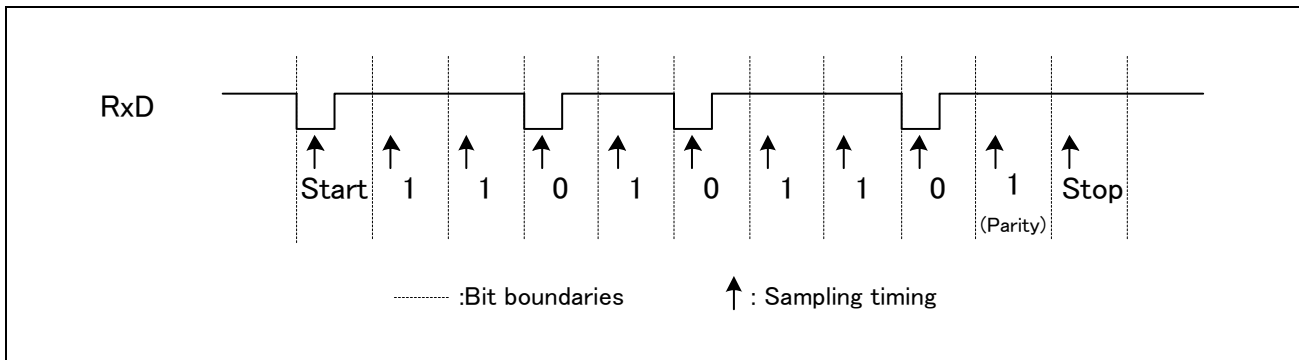 RxD
Start 1 1 0 1 0 1 1 0 1 Stop
(Parity)
:Bit boundaries : Sampling timing